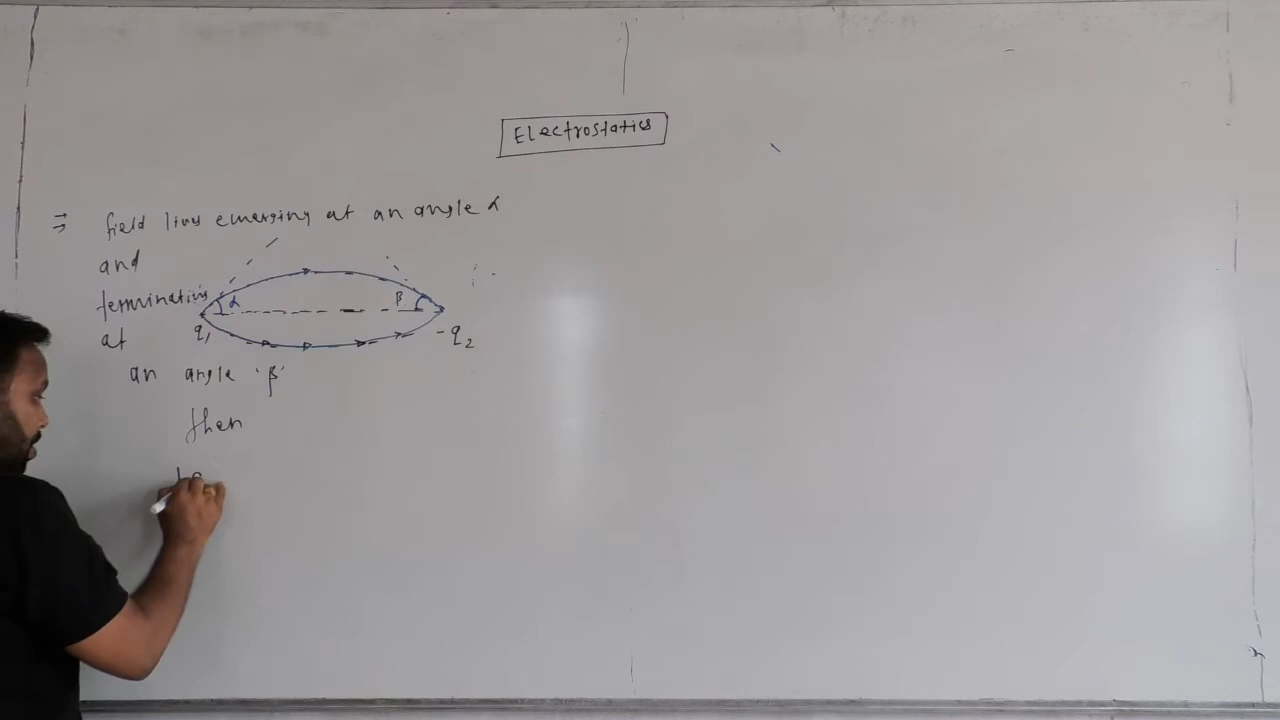 Electrostatics
⇒ field lines emerging at an angle α
and
terminating
at
α
β
q1
-q2
an angle 'β'
then